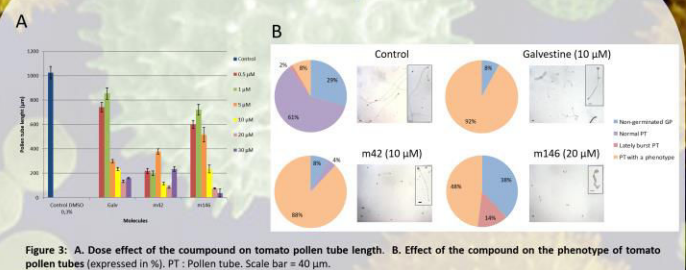 A
B
1200
1000
800
600
400
200
0
Pollen tube lenght (µm)
Control DMSO
0,3%
Galv
m42
m146
Molecules
Control
0,5 µM
1 µM
5 µM
10 µM
20 µM
30 µM
Control
2%
8%
29%
61%
Galvestine (10 µM)
8%
92%
Non-germinated GP
Normal PT
Lately burst PT
PT with a phenotype
m42 (10 µM)
8%
4%
88%
m146 (20 µM)
48%
38%
14%
Figure 3: A. Dose effect of the coumpound on tomato pollen tube length. B. Effect of the compound on the phenotype of tomato
pollen tubes (expressed in %). PT : Pollen tube. Scale bar = 40 µm.